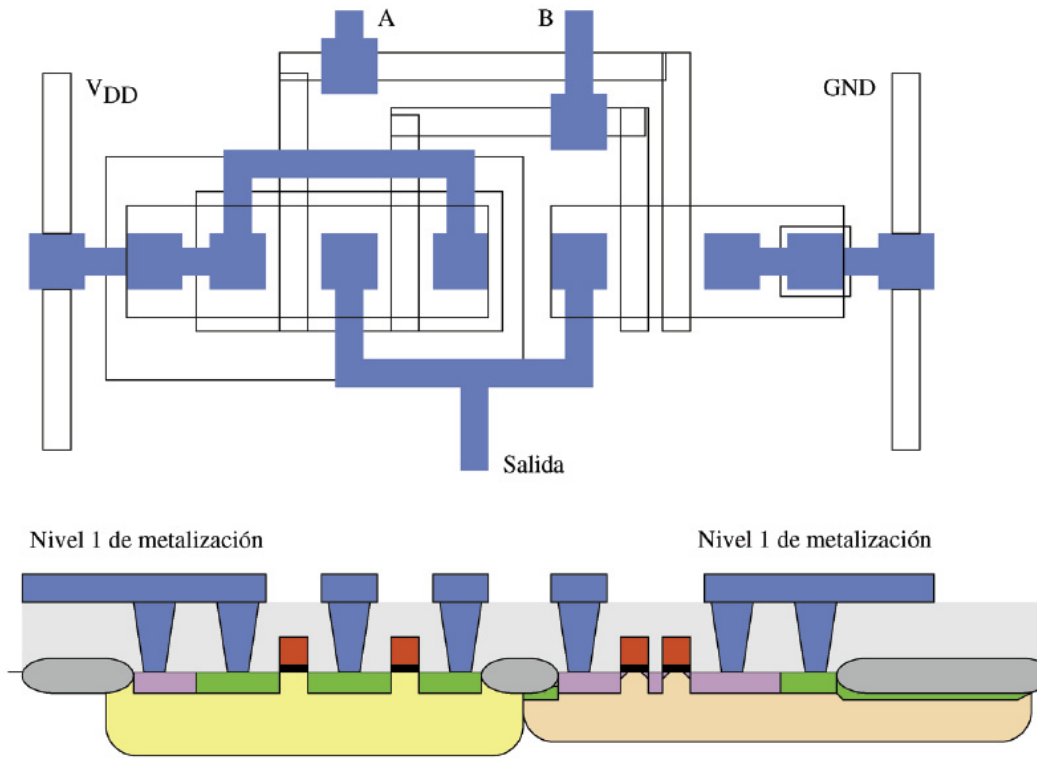 A
B
V_DD
GND
Salida
Nivel 1 de metalización
Nivel 1 de metalización